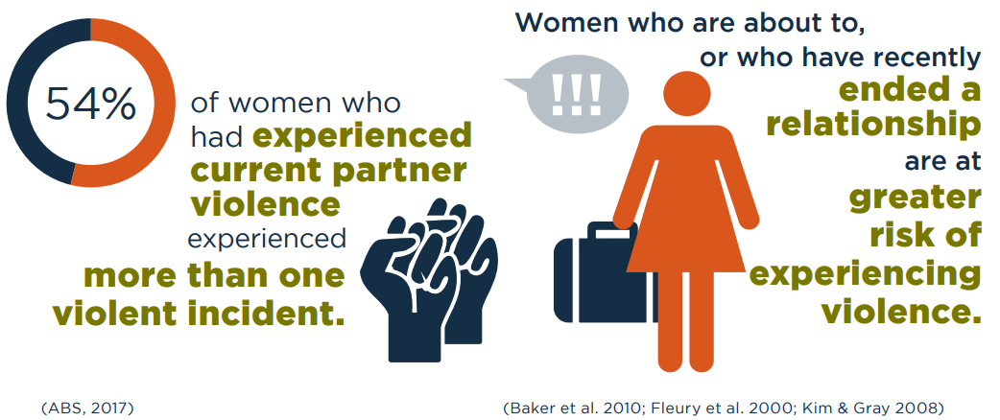 54%
of women who
had experienced
current partner
violence
experienced
more than one
violent incident.
(ABS, 2017)
Women who are about to,
or who have recently
!!!
ended a
relationship
are at
greater
risk of
experiencing
violence.
(Baker et al. 2010; Fleury et al. 2000; Kim & Gray 2008)